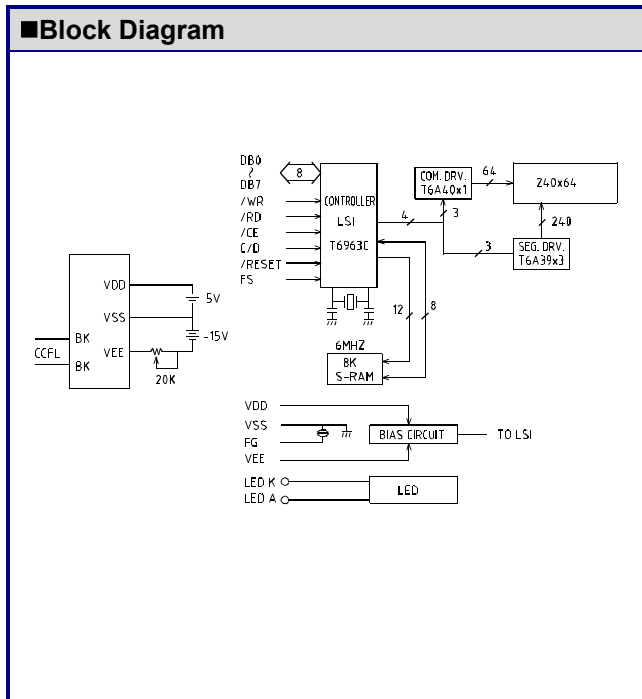 ■Block Diagram
DB0
~
DB7
8
/WR
/RD
/CE
C/D
/RESET
FS
CONTROLLER
LSI
T6963C
4
3
3
COM. DRV.
T6A40x1
64
240x64
240
SEG. DRV.
T6A39x3
12
8
6MHZ
8K
S-RAM
VDD
VSS
VEE
5V
-15V
20K
CCFL
BK
BK
VDD
VSS
FG
VEE
BIAS CIRCUIT
TO LSI
LED K
LED A
LED